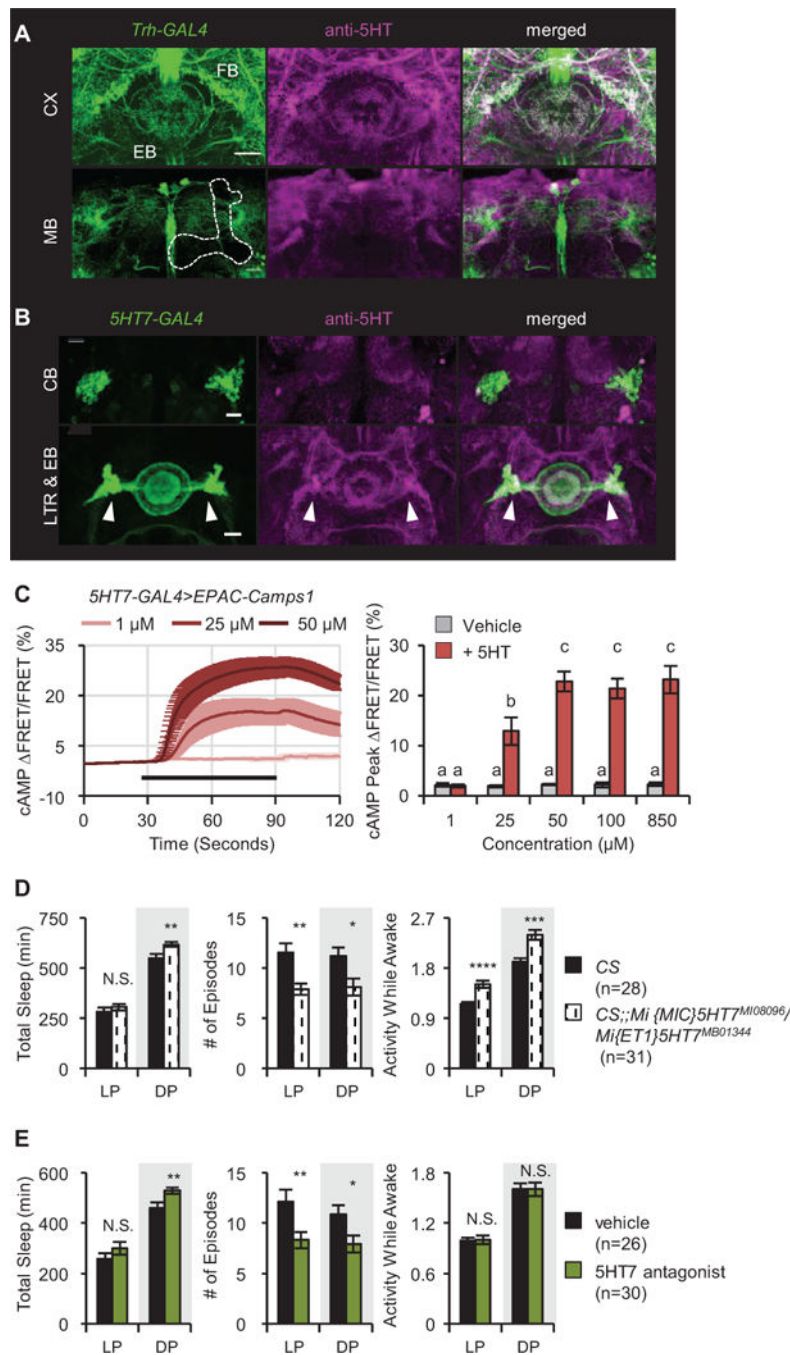 A
Trh-GAL4 anti-5HT merged
CX
FB
EB
MB
B
5HT7-GAL4 anti-5HT merged
CB
LTR & EB
C
5HT7-GAL4>EPAC-Camps1
1 µM 25 µM 50 µM
cAMP ΔFRET/FRET (%)
35
20
5
-10
0 30 60 90 120
Time (Seconds)
cAMP Peak ΔFRET/FRET (%)
Vehicle
+ 5HT
30
20
10
0
a a a b a c a c a c
1 25 50 100 850
Concentration (µM)
D
Total Sleep (min)
750
500
250
0
N.S. **
LP DP
# of Episodes
15
10
5
0
** *
LP DP
Activity While Awake
2.7
1.8
0.9
0
**** ***
LP DP
CS
(n=28)
CS;;Mi {MIC}5HT7MI08096/
Mi{ET1}5HT7MB01344
(n=31)
E
Total Sleep (min)
600
400
200
0
N.S. **
LP DP
# of Episodes
15
10
5
0
** *
LP DP
Activity While Awake
1.8
1.2
0.6
0
N.S. N.S.
LP DP
vehicle
(n=26)
5HT7 antagonist
(n=30)